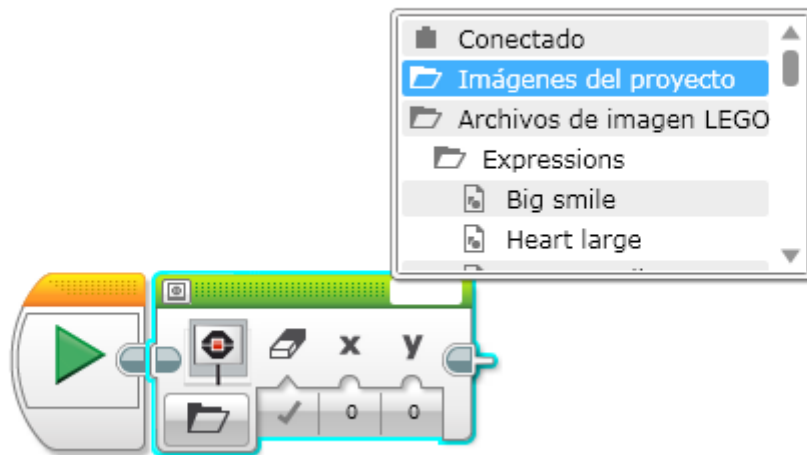 Conectado
Imágenes del proyecto
Archivos de imagen LEGO
Expressions
Big smile
Heart large
x y
0 0